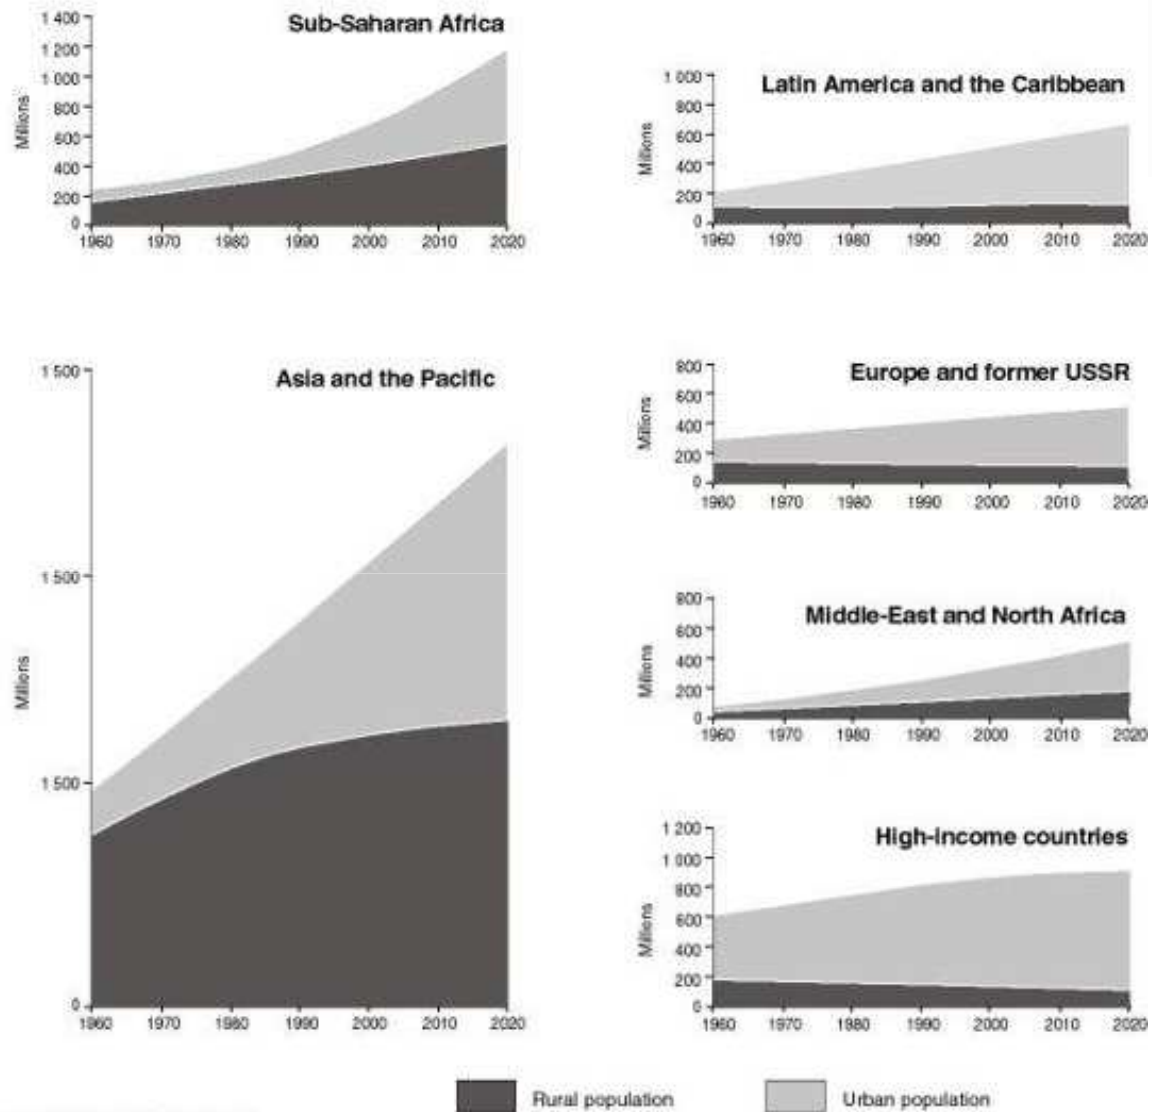 Sub-Saharan Africa
Millions
1 400
1 200
1 000
800
600
400
200
0
1960 1970 1980 1990 2000 2010 2020
Latin America and the Caribbean
Millions
1 000
800
600
400
200
0
1960 1970 1980 1990 2000 2010 2020
Asia and the Pacific
Millions
1 500
1 500
1 500
0
1960 1970 1980 1990 2000 2010 2020
Europe and former USSR
Millions
800
600
400
200
0
1960 1970 1980 1990 2000 2010 2020
Middle-East and North Africa
Millions
800
600
400
200
0
1960 1970 1980 1990 2000 2010 2020
High-income countries
Millions
1 200
1 000
800
600
400
200
0
1960 1970 1980 1990 2000 2010 2020
Rural population
Urban population